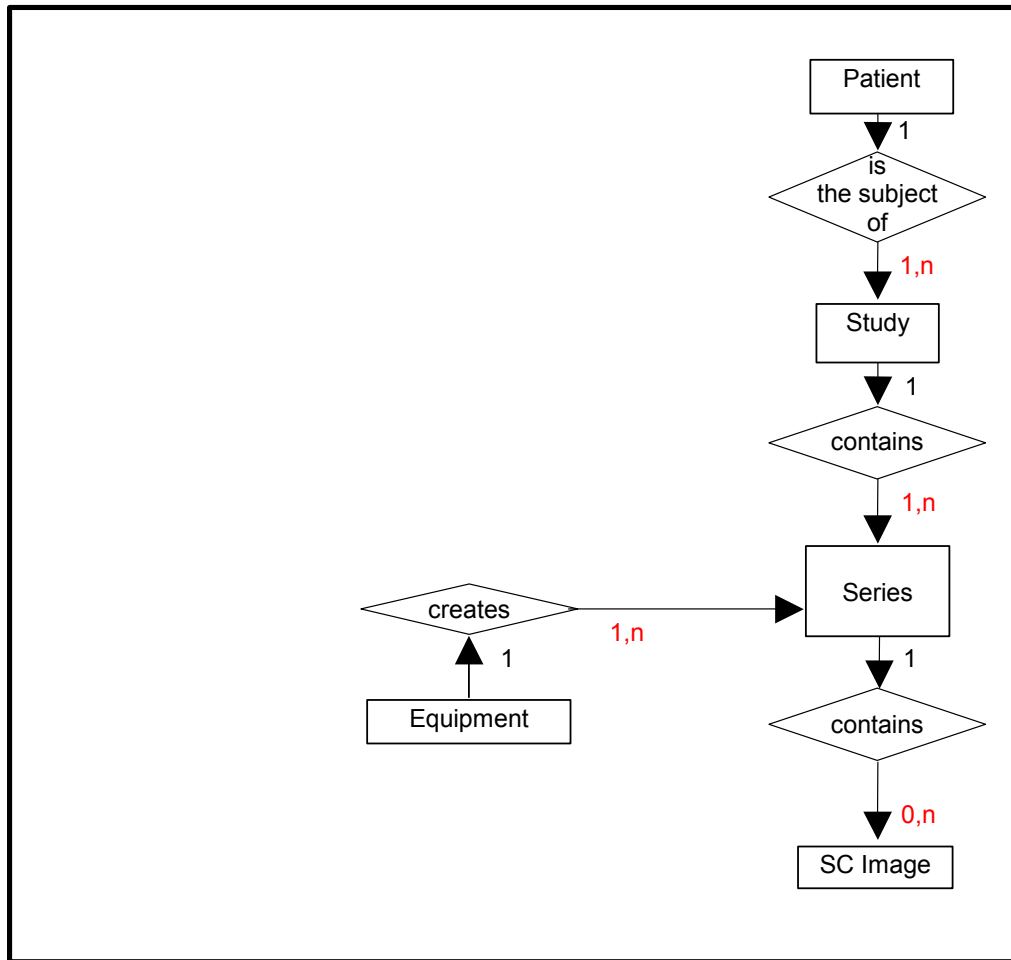 Patient
1
is
the subject
of
1,n
Study
1
contains
1,n
Series
creates
1,n
1
Equipment
1
contains
0,n
SC Image